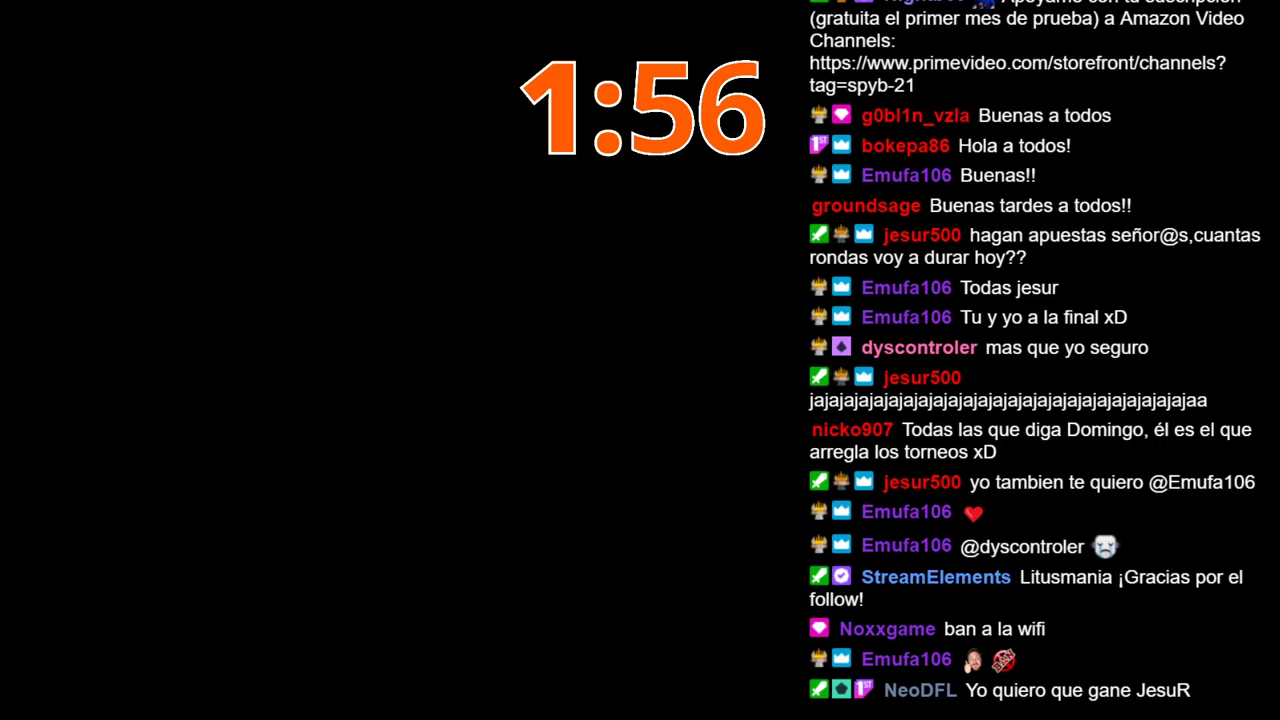 1:56
(gratuita el primer mes de prueba) a Amazon Video
Channels:
https://www.primevideo.com/storefront/channels?
tag=spyb-21
g0bl1n_vzla Buenas a todos
bokepa86 Hola a todos!
Emufa106 Buenas!!
groundsage Buenas tardes a todos!!
jesur500 hagan apuestas señor@s,cuantas
rondas voy a durar hoy??
Emufa106 Todas jesur
Emufa106 Tu y yo a la final xD
dyscontroler mas que yo seguro
jesur500
jajajajajajajajajajajajajajajajajajajajajajajajajajaa
nicko907 Todas las que diga Domingo, él es el que
arregla los torneos xD
jesur500 yo tambien te quiero @Emufa106
Emufa106
Emufa106 @dyscontroler
StreamElements Litusmania ¡Gracias por el
follow!
Noxxgame ban a la wifi
Emufa106
NeoDFL Yo quiero que gane JesuR